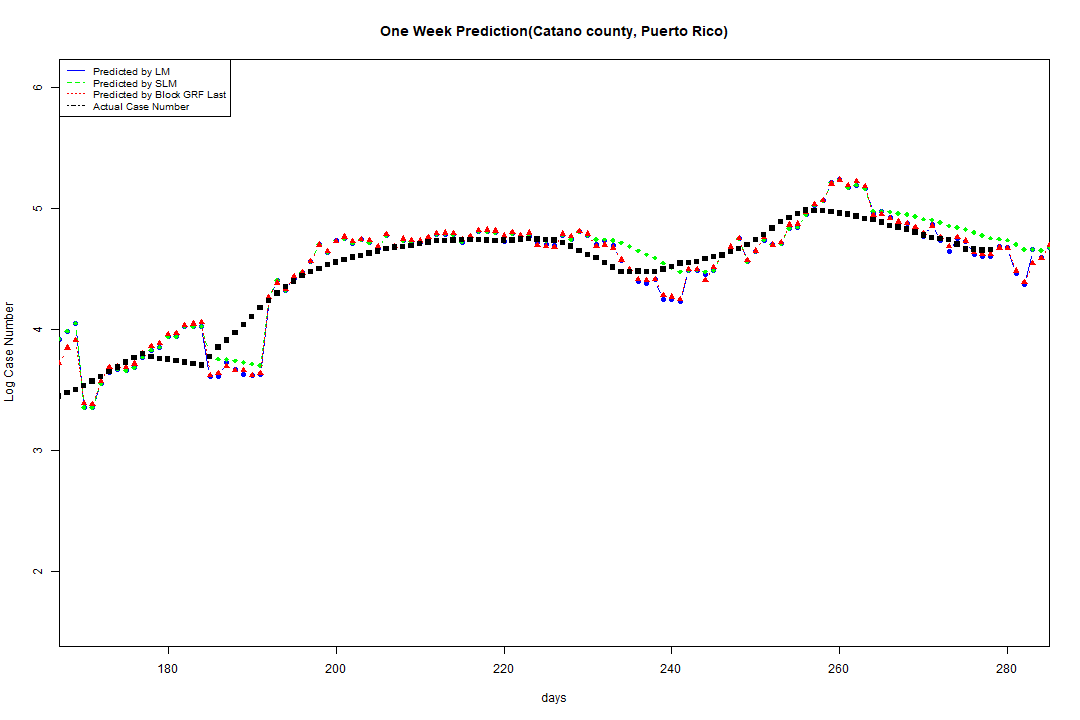 One Week Prediction(Catano county, Puerto Rico)
Predicted by LM
Predicted by SLM
Predicted by Block GRF Last
Actual Case Number
6
5
4
3
2
Log Case Number
180 200 220 240 260 280
days